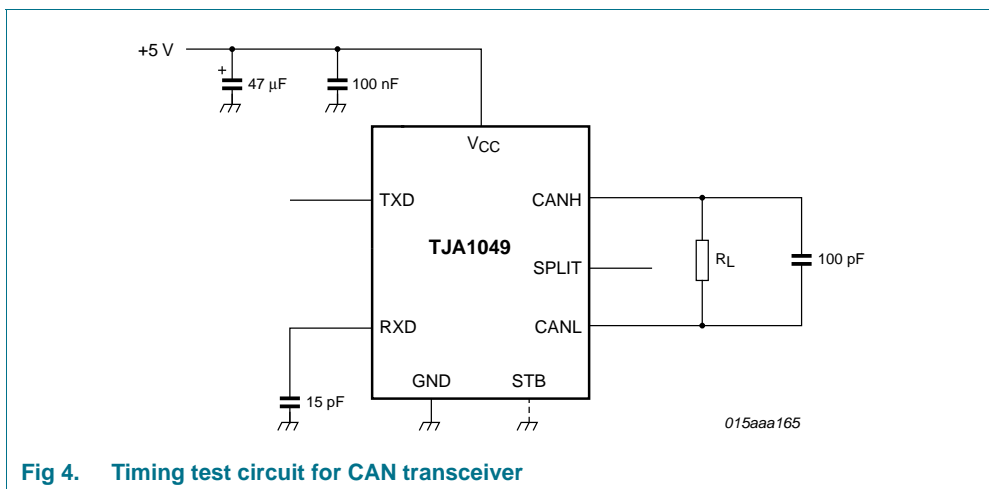 +5 V
+
47 μF
100 nF
VCC
TXD
CANH
TJA1049
SPLIT
RL
100 pF
RXD
CANL
GND
STB
15 pF
015aaa165
Fig 4. Timing test circuit for CAN transceiver